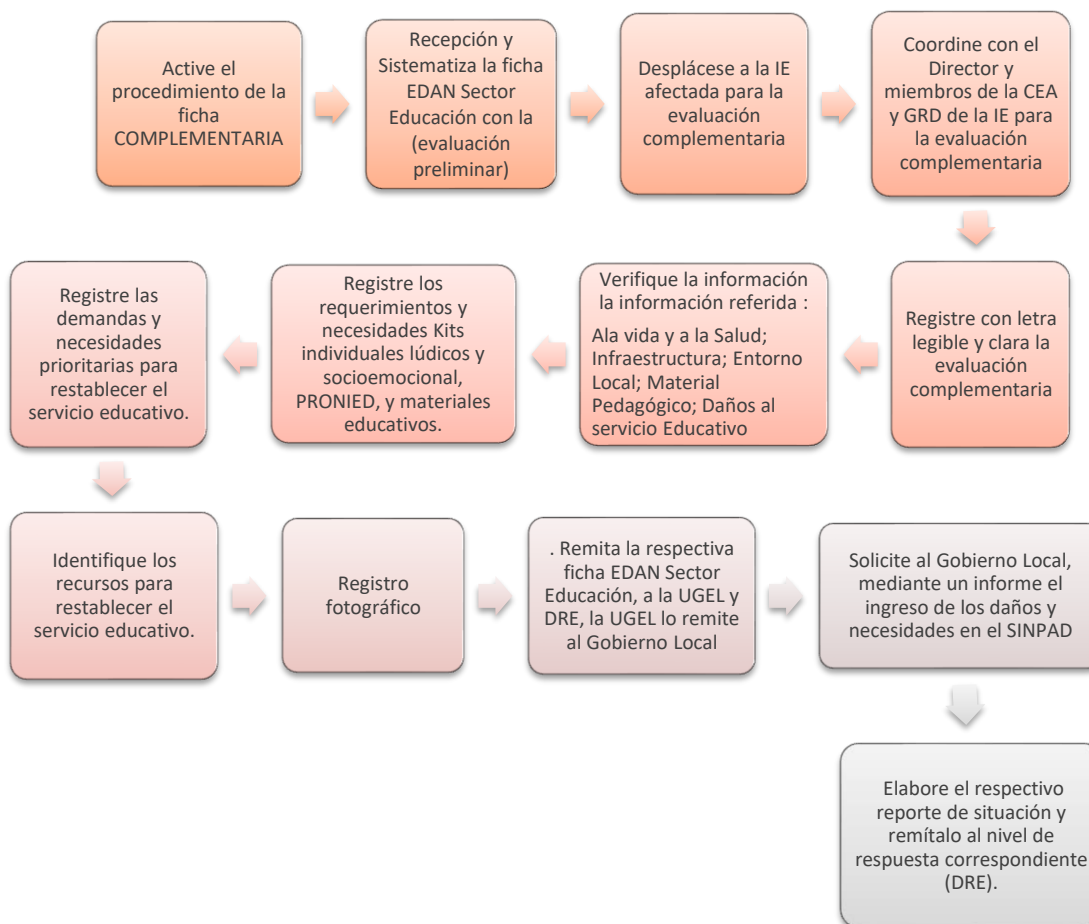 Active el
procedimiento de la
ficha
COMPLEMENTARIA
Recepción y
Sistematiza la ficha
EDAN Sector
Educación con la
(evaluación
preliminar)
Desplácese a la IE
afectada para la
evaluación
complementaria
Coordine con el
Director y
miembros de la CEA
y GRD de la IE para
la evaluación
complementaria
Registre con letra
legible y clara la
evaluación
complementaria
Verifique la información
la información referida :
Ala vida y a la Salud;
Infraestructura; Entorno
Local; Material
Pedagógico; Daños al
servicio Educativo
Registre los
requerimientos y
necesidades Kits
individuales lúdicos y
socioemocional,
PRONIED, y materiales
educativos.
Registre las
demandas y
necesidades
prioritarias para
restablecer el
servicio educativo.
Identifique los
recursos para
restablecer el
servicio educativo.
Registro
fotográfico
. Remita la respectiva
ficha EDAN Sector
Educación, a la UGEL y
DRE, la UGEL lo remite
al Gobierno Local
Solicite al Gobierno Local,
mediante un informe el
ingreso de los daños y
necesidades en el SINPAD
Elabore el respectivo
reporte de situación y
remítalo al nivel de
respuesta correspondiente
(DRE).